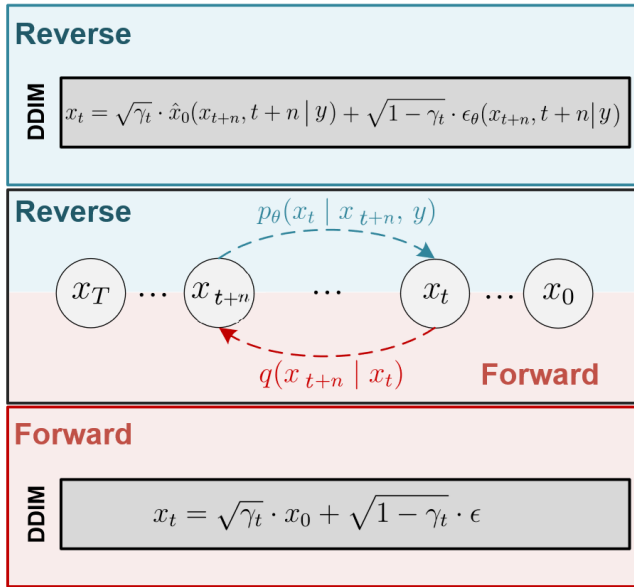 Reverse
DDIM
$x_t = \sqrt{\gamma_t} \cdot \hat{x}_0(x_{t+n}, t+n \mid y) + \sqrt{1-\gamma_t} \cdot \epsilon_\theta(x_{t+n}, t+n \mid y)$
Reverse
$p_\theta(x_t \mid x_{t+n}, y)$
$x_T$ ... $x_{t+n}$ ... $x_t$ ... $x_0$
$q(x_{t+n} \mid x_t)$
Forward
Forward
DDIM
$x_t = \sqrt{\gamma_t} \cdot x_0 + \sqrt{1-\gamma_t} \cdot \epsilon$